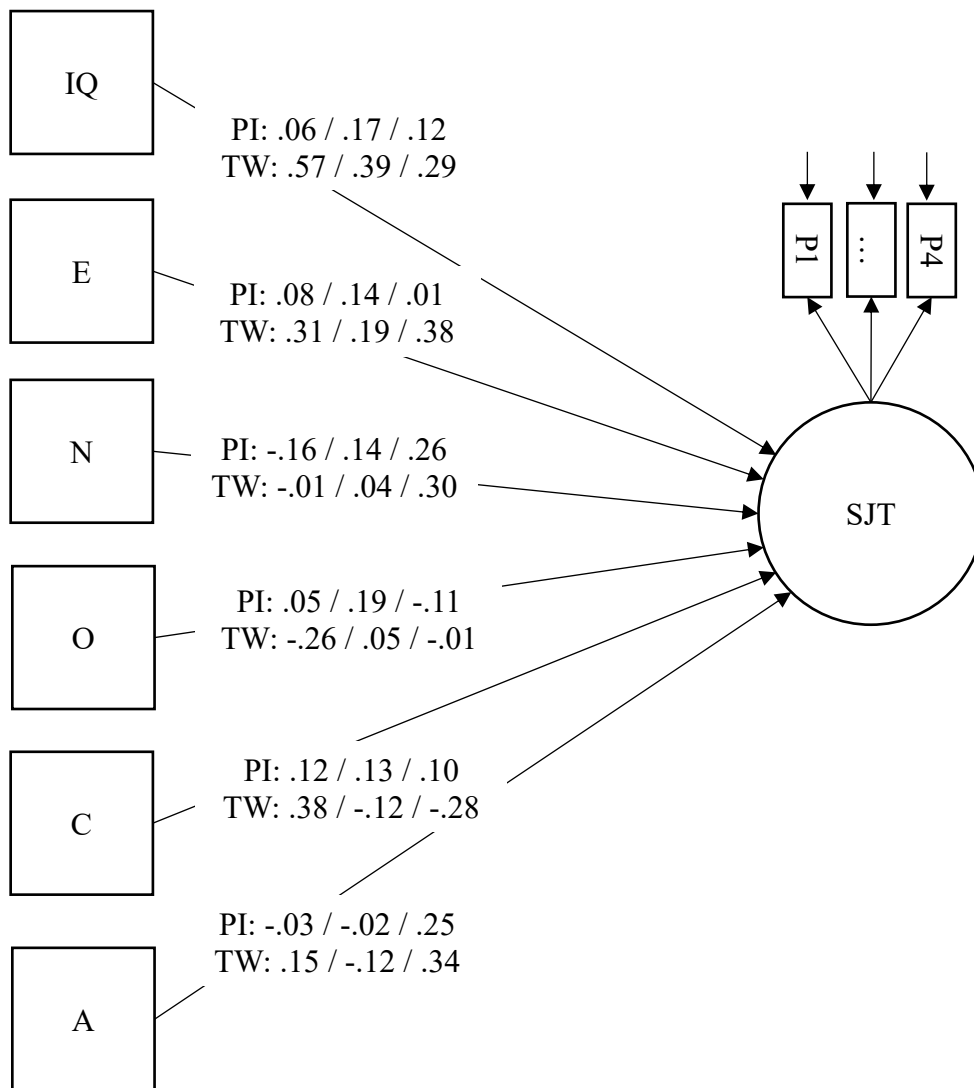 IQ
PI: .06 / .17 / .12
TW: .57 / .39 / .29
E
PI: .08 / .14 / .01
TW: .31 / .19 / .38
N
PI: -.16 / .14 / .26
TW: -.01 / .04 / .30
O
PI: .05 / .19 / -.11
TW: -.26 / .05 / -.01
C
PI: .12 / .13 / .10
TW: .38 / -.12 / -.28
A
PI: -.03 / -.02 / .25
TW: .15 / -.12 / .34
P1
…
P4
SJT